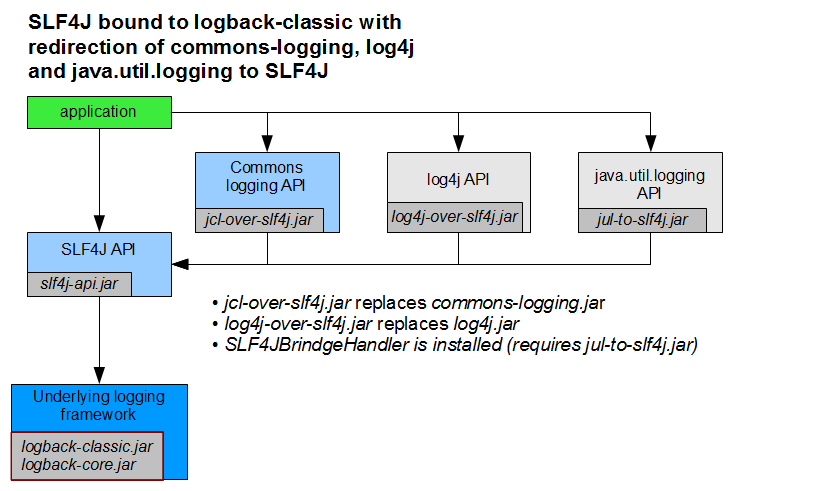 SLF4J bound to logback-classic with
redirection of commons-logging, log4j
and java.util.logging to SLF4J
application
Commons
logging API
jcl-over-slf4j.jar
log4j API
log4j-over-slf4j.jar
java.util.logging
API
jul-to-slf4j.jar
SLF4J API
slf4j-api.jar
• jcl-over-slf4j.jar replaces commons-logging.jar
• log4j-over-slf4j.jar replaces log4j.jar
• SLF4JBrindgeHandler is installed (requires jul-to-slf4j.jar)
Underlying logging
framework
logback-classic.jar
logback-core.jar